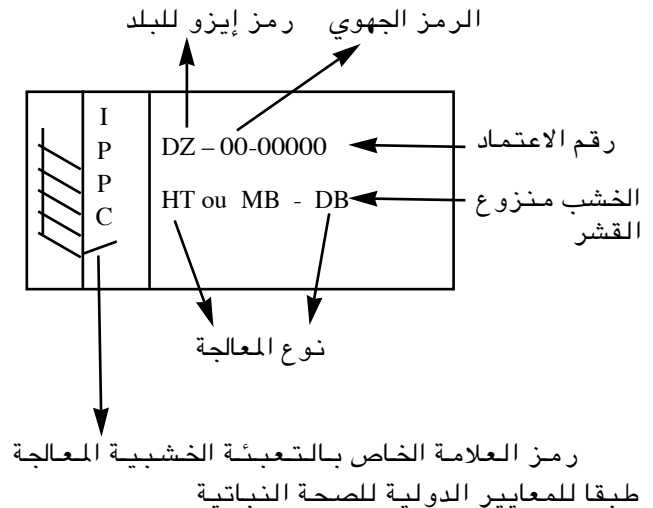 الرمز الجهوي
رمز إيزو للبلد
I
P
P
C
DZ – 00-00000
رقم الاعتماد
HT ou MB - DB
الخشب منزوع
القشر
نوع المعالجة
رمز العلامة الخاص بالتعبئة الخشبية المعالجة
طبقا للمعايير الدولية للصحة النباتية